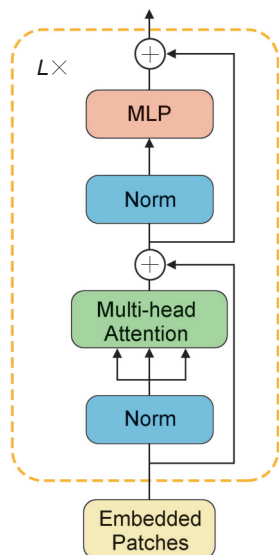 L×
MLP
Norm
Multi-head
Attention
Norm
Embedded
Patches